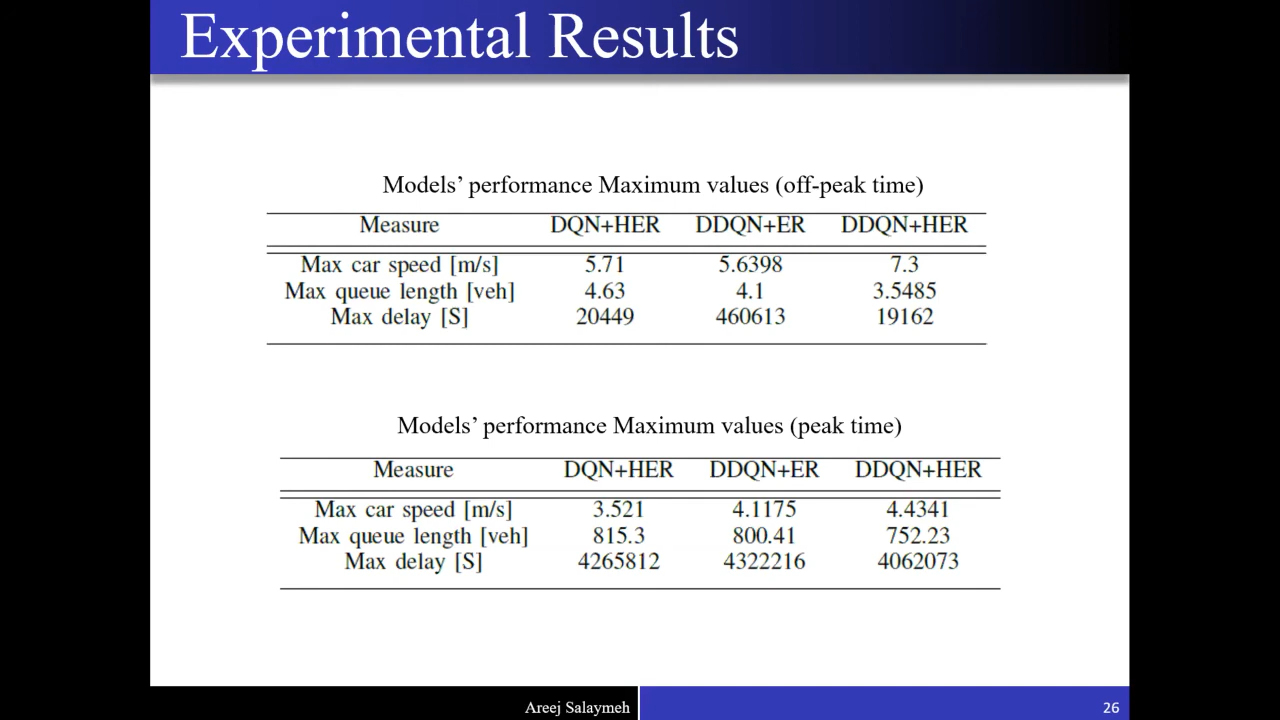 Experimental Results
Models’ performance Maximum values (off-peak time)
Measure DQN+HER DDQN+ER DDQN+HER
Max car speed [m/s] 5.71 5.6398 7.3
Max queue length [veh] 4.63 4.1 3.5485
Max delay [S] 20449 460613 19162
Models’ performance Maximum values (peak time)
Measure DQN+HER DDQN+ER DDQN+HER
Max car speed [m/s] 3.521 4.1175 4.4341
Max queue length [veh] 815.3 800.41 752.23
Max delay [S] 4265812 4322216 4062073
Areej Salaymeh 26